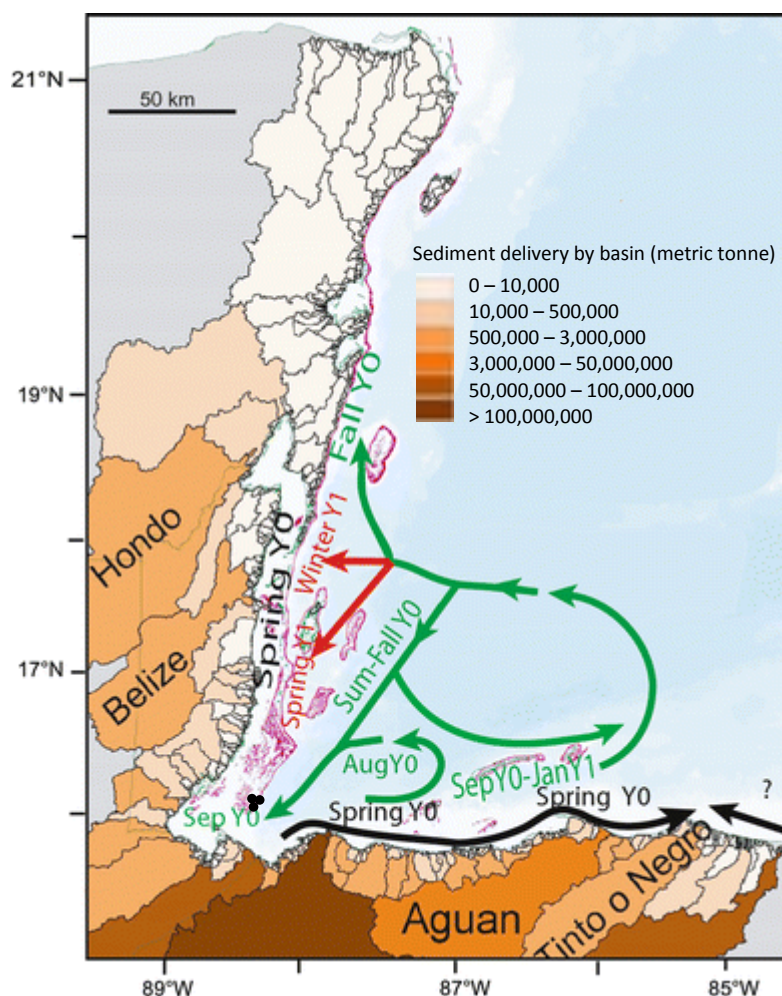 21°N
50 km
Sediment delivery by basin (metric tonne)
0 – 10,000
10,000 – 500,000
500,000 – 3,000,000
3,000,000 – 50,000,000
50,000,000 – 100,000,000
> 100,000,000
19°N
Fall Y0
Hondo
Spring Y0
Winter Y1
17°N
Belize
Spring Y1
Sum-Fall Y0
AugY0
SepY0-JanY1
Sep Y0
Spring Y0
Spring Y0
?
Aguan
Tinto o Negro
89°W
87°W
85°W